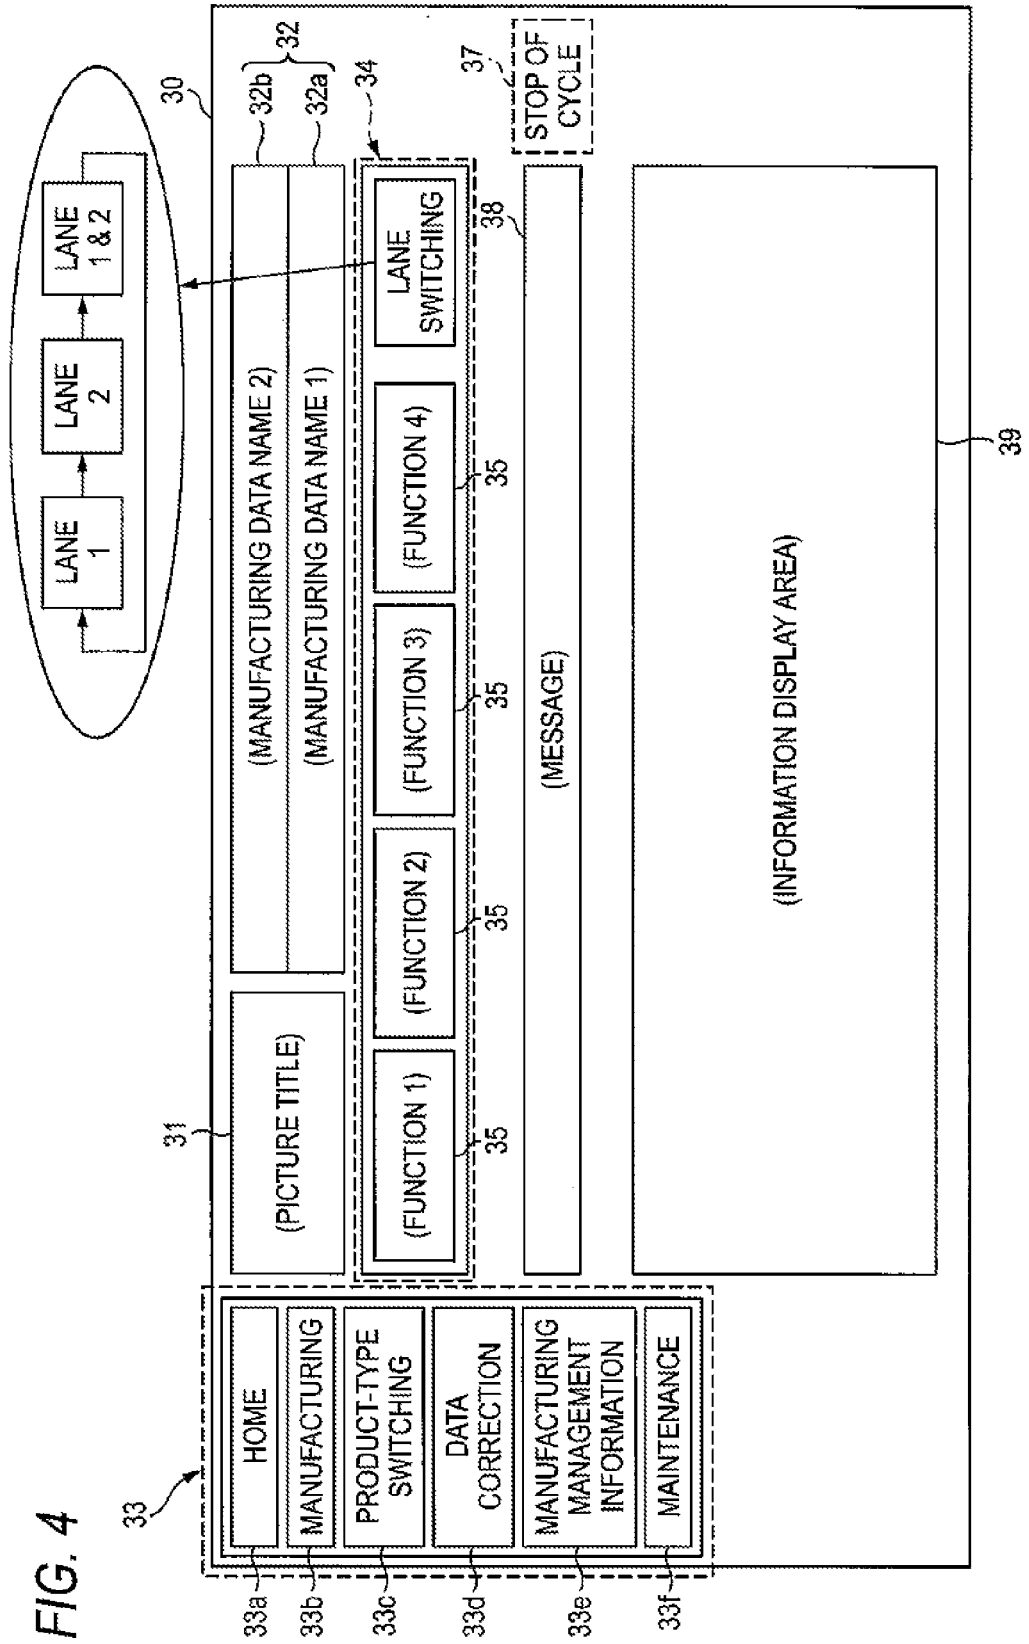 FIG. 4
30
LANE
1
LANE
2
LANE
1 & 2
31
(PICTURE TITLE)
(MANUFACTURING DATA NAME 2)
(MANUFACTURING DATA NAME 1)
32b
32a
32
33
HOME
MANUFACTURING
PRODUCT-TYPE
SWITCHING
DATA
CORRECTION
MANUFACTURING
MANAGEMENT
INFORMATION
MAINTENANCE
33a
33b
33c
33d
33e
33f
34
(FUNCTION 1)
(FUNCTION 2)
(FUNCTION 3)
(FUNCTION 4)
LANE
SWITCHING
35
35
35
35
37
STOP OF
CYCLE
38
(MESSAGE)
(INFORMATION DISPLAY AREA)
39